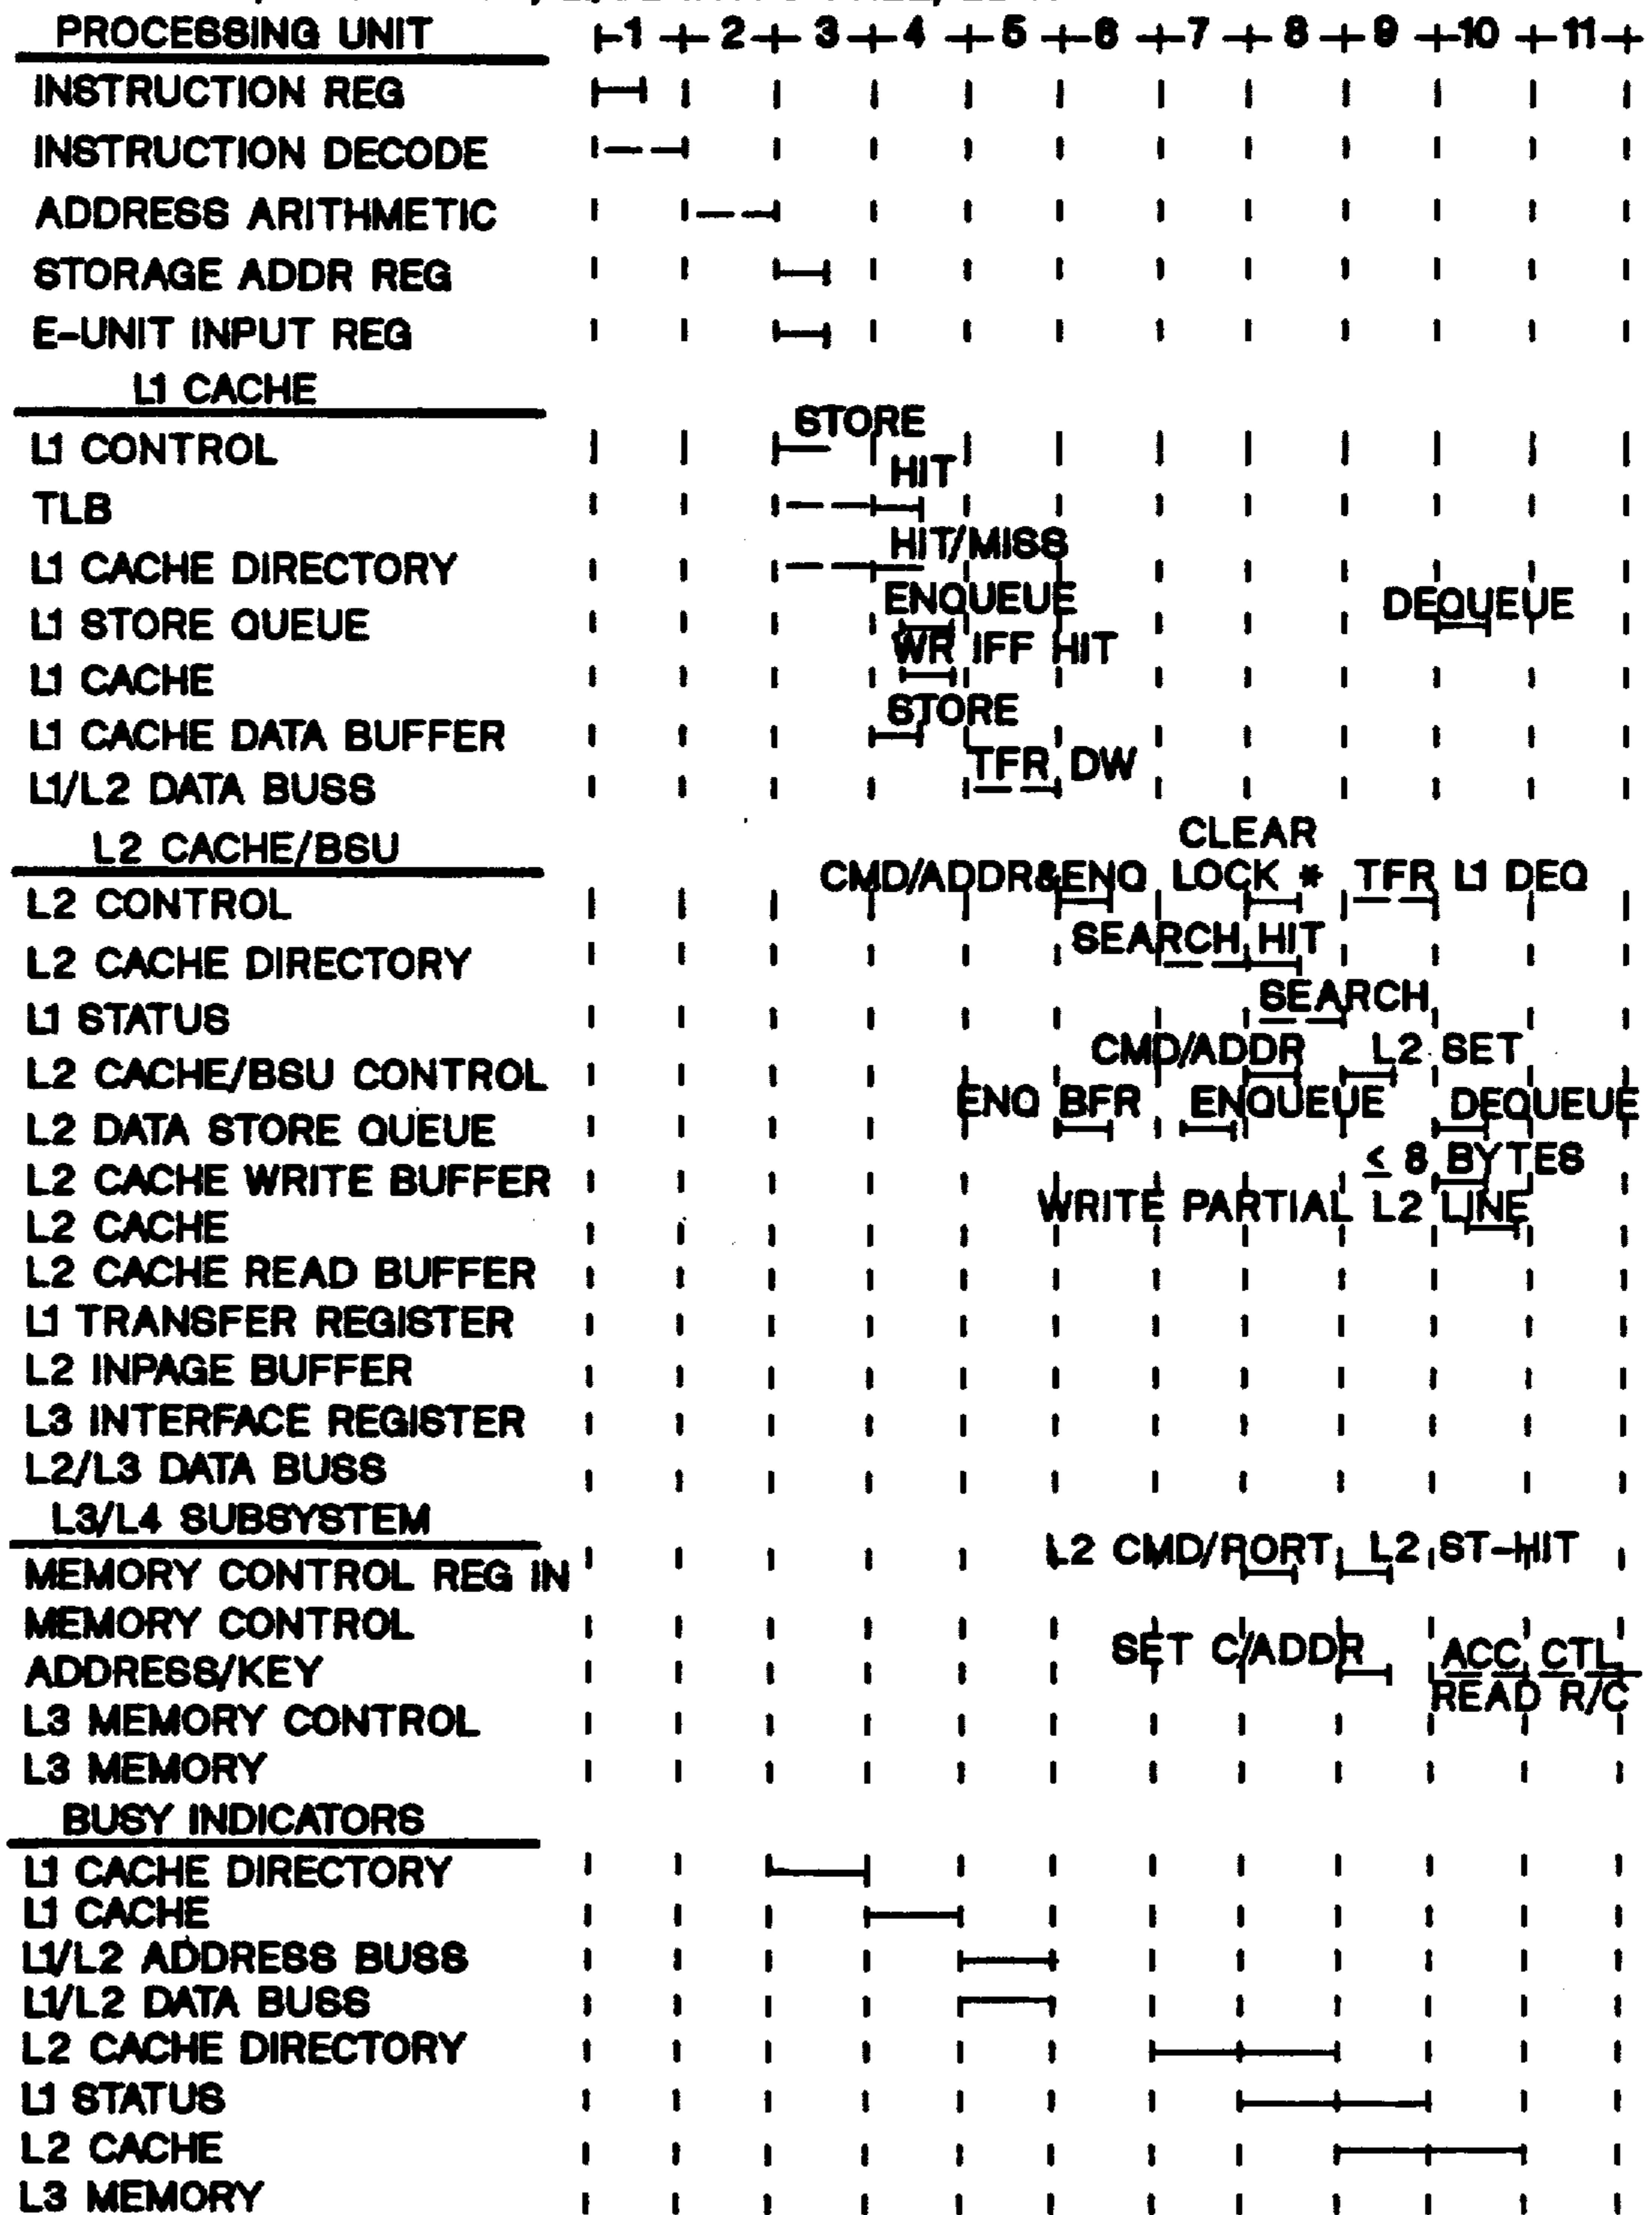 PROCESSING UNIT 1 2 3 4 5 6 7 8 9 10 11
INSTRUCTION REG
INSTRUCTION DECODE
ADDRESS ARITHMETIC
STORAGE ADDR REG
E-UNIT INPUT REG
L1 CACHE
STORE
L1 CONTROL
HIT
TLB
HIT/MISS
L1 CACHE DIRECTORY
ENQUEUE DEQUEUE
L1 STORE QUEUE
WR IFF HIT
L1 CACHE
STORE
L1 CACHE DATA BUFFER
TFR DW
L1/L2 DATA BUSS
CLEAR
L2 CACHE/BSU
CMD/ADDR&ENQ LOCK * TFR L1 DEQ
L2 CONTROL
SEARCH HIT
L2 CACHE DIRECTORY
SEARCH
L1 STATUS
CMD/ADDR L2 SET
L2 CACHE/BSU CONTROL
ENQ BFR ENQUEUE DEQUEUE
L2 DATA STORE QUEUE
≤ 8 BYTES
L2 CACHE WRITE BUFFER
WRITE PARTIAL L2 LINE
L2 CACHE
L2 CACHE READ BUFFER
L1 TRANSFER REGISTER
L2 INPAGE BUFFER
L3 INTERFACE REGISTER
L2/L3 DATA BUSS
L3/L4 SUBSYSTEM
L2 CMD/PORT L2 ST-HIT
MEMORY CONTROL REG IN
MEMORY CONTROL
SET C/ADDR ACC CTL
ADDRESS/KEY
READ R/C
L3 MEMORY CONTROL
L3 MEMORY
BUSY INDICATORS
L1 CACHE DIRECTORY
L1 CACHE
L1/L2 ADDRESS BUSS
L1/L2 DATA BUSS
L2 CACHE DIRECTORY
L1 STATUS
L2 CACHE
L3 MEMORY